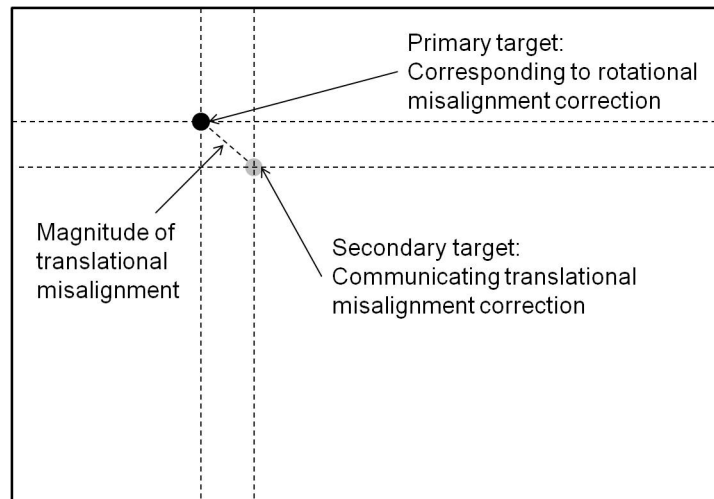 Primary target:
Corresponding to rotational
misalignment correction
Magnitude of
translational
misalignment
Secondary target:
Communicating translational
misalignment correction